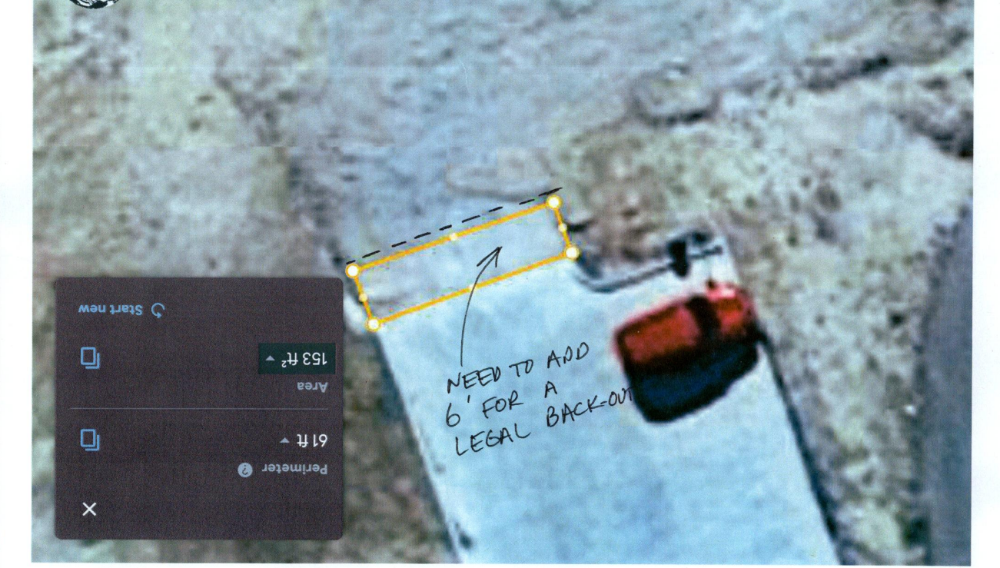 NEED TO ADD
6' FOR A
LEGAL BACK-OUT
Perimeter
61 ft
Area
153 ft²
Start new